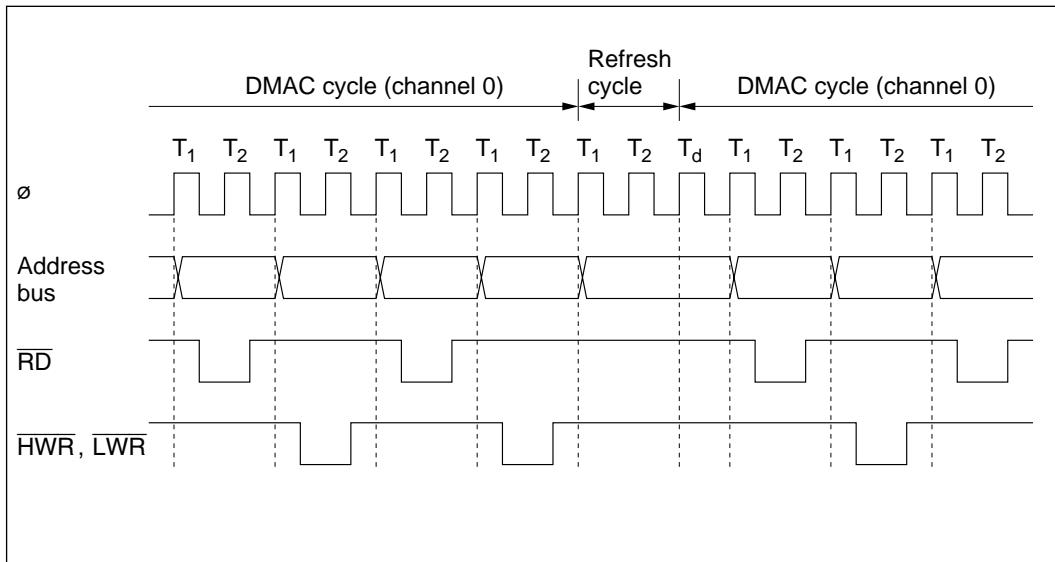 Refresh
cycle
DMAC cycle (channel 0)
DMAC cycle (channel 0)
T1 T2 T1 T2 T1 T2 T1 T2 T1 T2 Td T1 T2 T1 T2 T1 T2
ø
Address
bus
RD
HWR, LWR